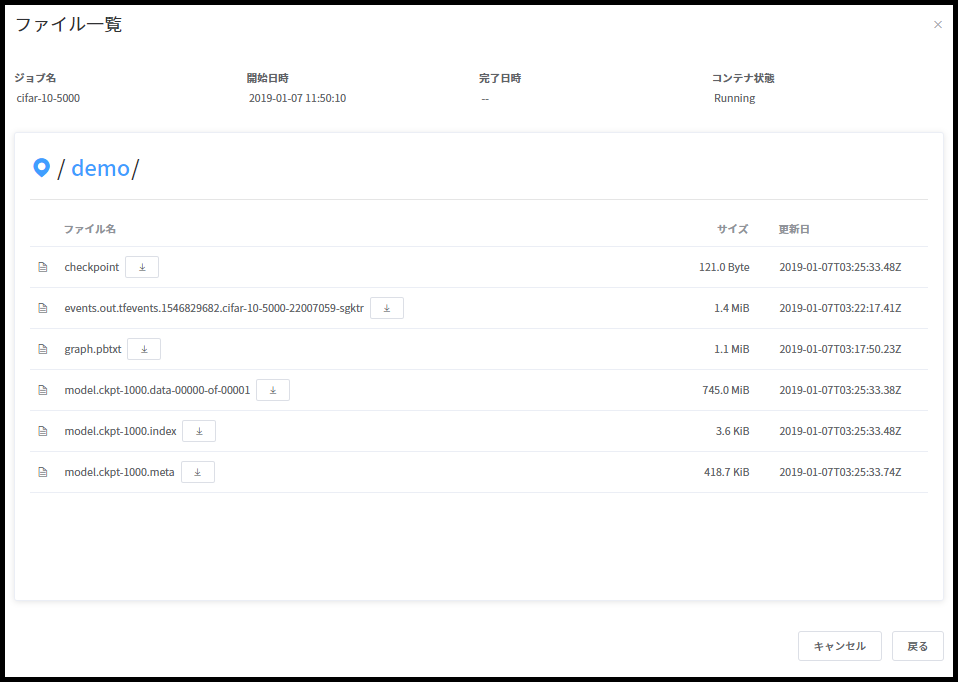 ファイル一覧
ジョブ名 開始日時 完了日時 コンテナ状態
cifar-10-5000 2019-01-07 11:50:10 -- Running
/ demo/
ファイル名 サイズ 更新日
checkpoint 121.0 Byte 2019-01-07T03:25:33.48Z
events.out.tfevents.1546829682.cifar-10-5000-22007059-sgktr 1.4 MiB 2019-01-07T03:22:17.41Z
graph.pbtxt 1.1 MiB 2019-01-07T03:17:50.23Z
model.ckpt-1000.data-00000-of-00001 745.0 MiB 2019-01-07T03:25:33.38Z
model.ckpt-1000.index 3.6 KiB 2019-01-07T03:25:33.48Z
model.ckpt-1000.meta 418.7 KiB 2019-01-07T03:25:33.74Z
キャンセル 戻る